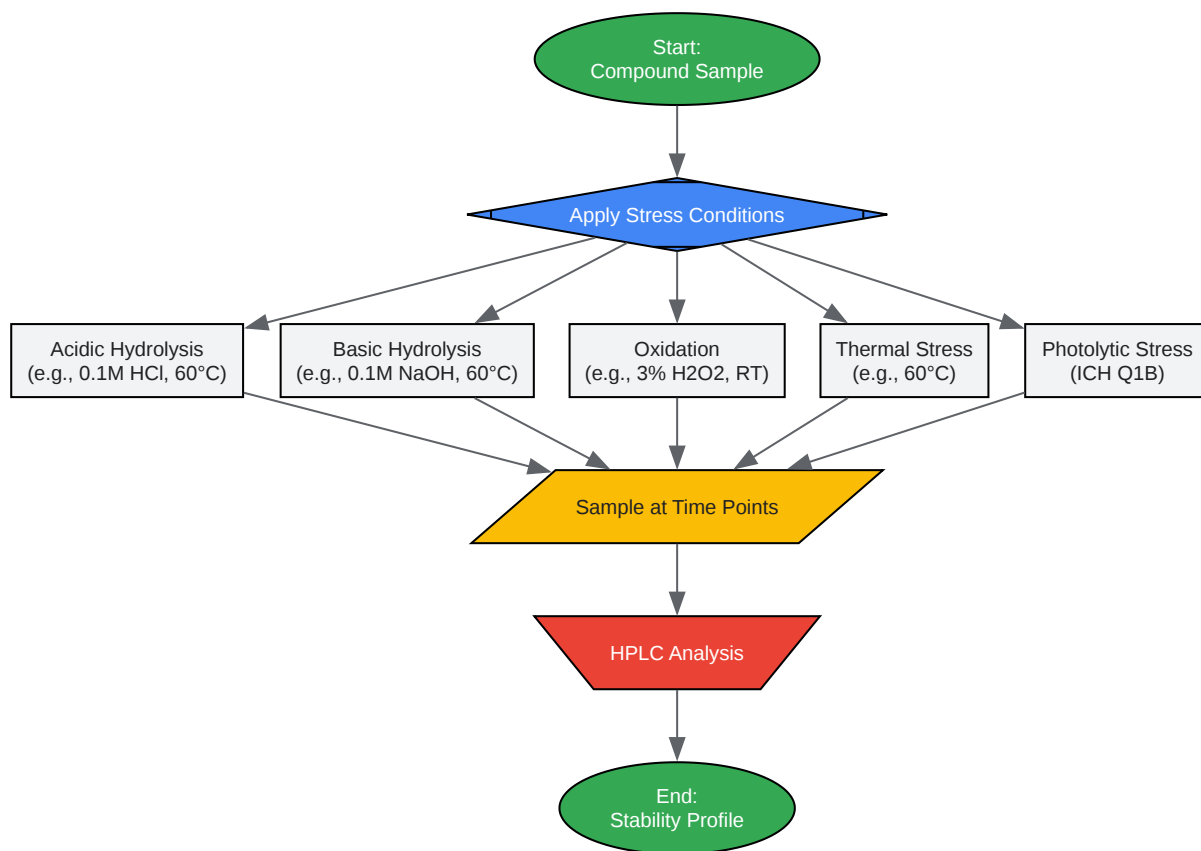 Start:
Compound Sample
Apply Stress Conditions
Acidic Hydrolysis
(e.g., 0.1M HCl, 60°C)
Basic Hydrolysis
(e.g., 0.1M NaOH, 60°C)
Oxidation
(e.g., 3% H2O2, RT)
Thermal Stress
(e.g., 60°C)
Photolytic Stress
(ICH Q1B)
Sample at Time Points
HPLC Analysis
End:
Stability Profile